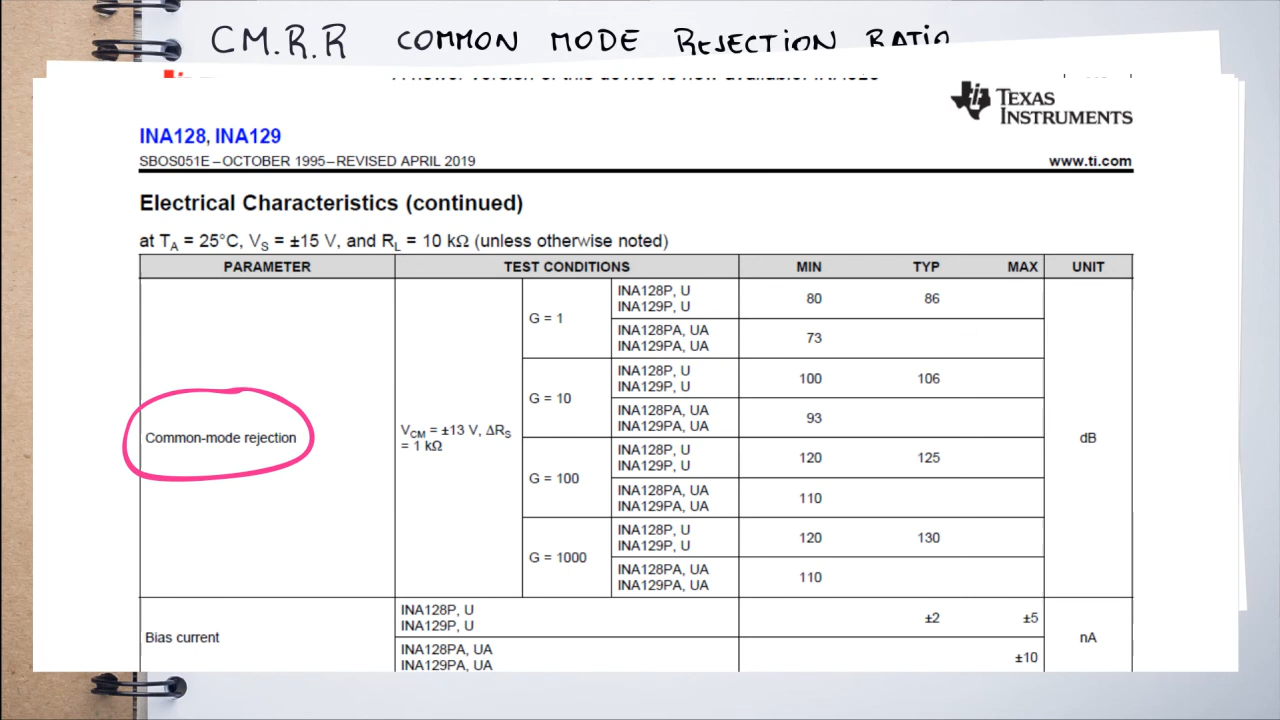 C.M.R.R COMMON MODE REJECTION RATIO
TEXAS INSTRUMENTS
INA128, INA129
SBOS051E – OCTOBER 1995 – REVISED APRIL 2019 www.ti.com
Electrical Characteristics (continued)
at TA = 25°C, VS = ±15 V, and RL = 10 kΩ (unless otherwise noted)
PARAMETER TEST CONDITIONS MIN TYP MAX UNIT
Common-mode rejection
VCM = ±13 V, ΔRS
= 1 kΩ
G = 1
INA128P, U
INA129P, U
80 86
INA128PA, UA
INA129PA, UA
73
G = 10
INA128P, U
INA129P, U
100 106
INA128PA, UA
INA129PA, UA
93
G = 100
INA128P, U
INA129P, U
120 125
INA128PA, UA
INA129PA, UA
110
G = 1000
INA128P, U
INA129P, U
120 130
INA128PA, UA
INA129PA, UA
110
dB
Bias current
INA128P, U
INA129P, U
±2 ±5
INA128PA, UA
INA129PA, UA
±10
nA